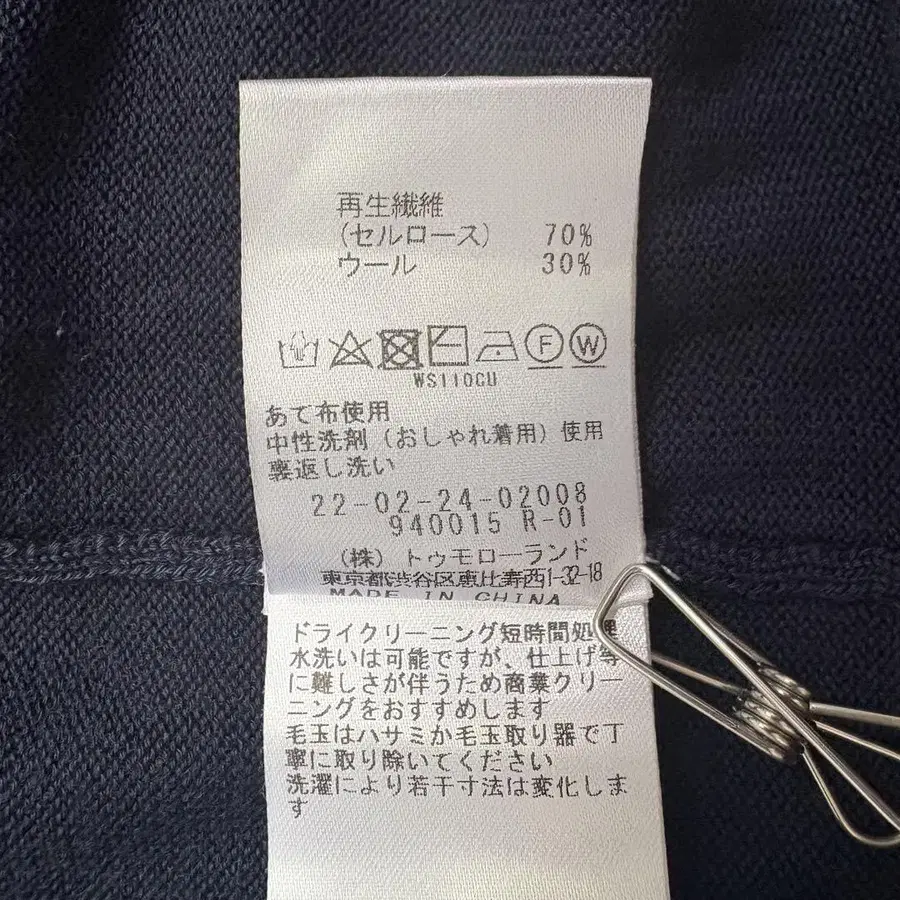 再生繊維
(セルロース) 70%
ウール 30%
F W
WS110CU
あて布使用
中性洗剤（おしゃれ着用）使用
裏返し洗い
22-02-24-02008
940015 R-01
（株）トゥモローランド
東京都渋谷区恵比寿西1-32-18
MADE IN CHINA
ドライクリーニング短時間処理
水洗いは可能ですが、仕上げ等
に難しさが伴うため商業クリー
ニングをおすすめします
毛玉はハサミか毛玉取り器で丁
寧に取り除いてください
洗濯により若干寸法は変化しま
す